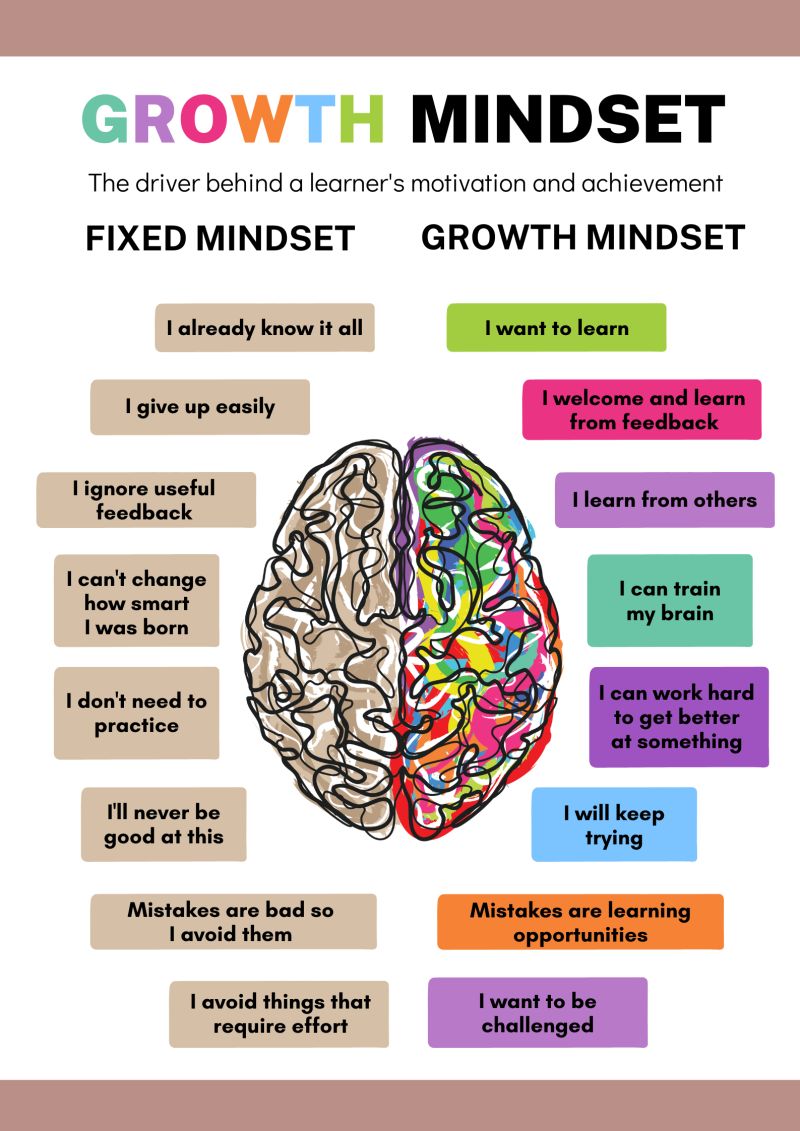 GROWTH MINDSET
The driver behind a learner's motivation and achievement
FIXED MINDSET
GROWTH MINDSET
I already know it all
I want to learn
I give up easily
I welcome and learn
from feedback
I ignore useful
feedback
I learn from others
I can't change
how smart
I was born
I can train
my brain
I don't need to
practice
I can work hard
to get better
at something
I'll never be
good at this
I will keep
trying
Mistakes are bad so
I avoid them
Mistakes are learning
opportunities
I avoid things that
require effort
I want to be
challenged